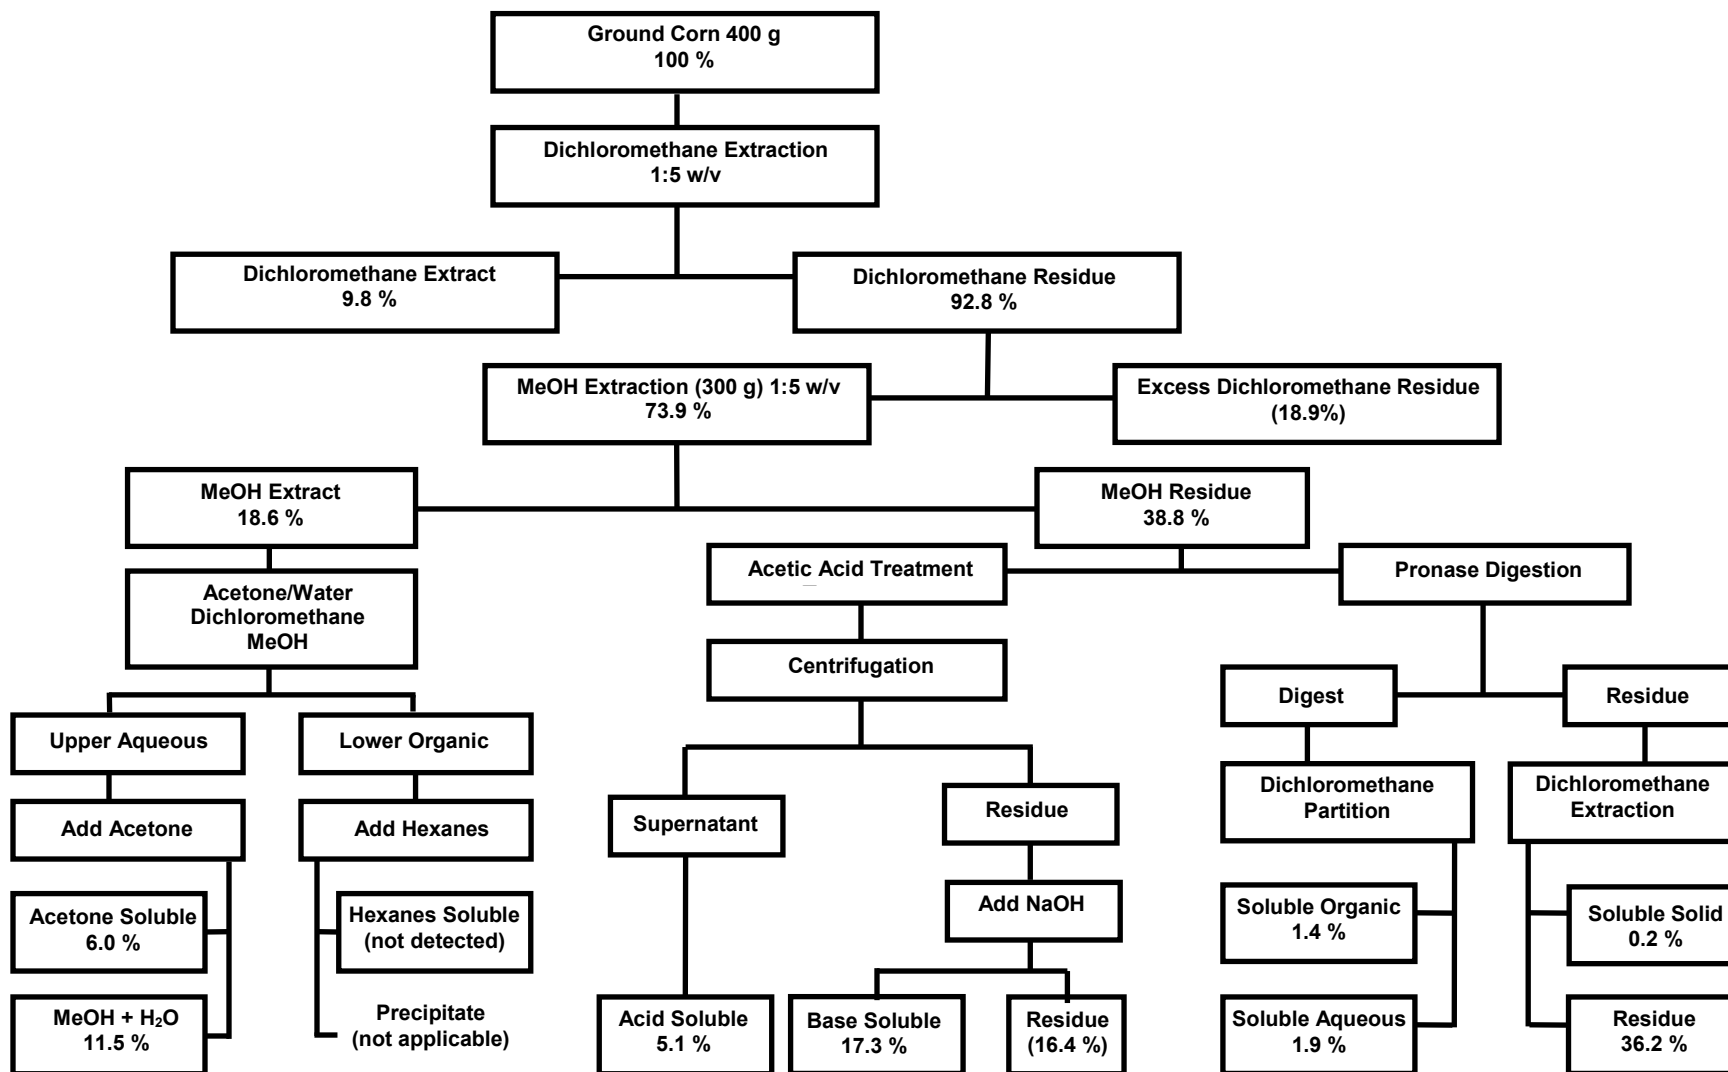 Ground Corn 400 g
100 %
Dichloromethane Extraction
1:5 w/v
Dichloromethane Extract
9.8 %
Dichloromethane Residue
92.8 %
MeOH Extraction (300 g) 1:5 w/v
73.9 %
Excess Dichloromethane Residue
(18.9%)
MeOH Extract
18.6 %
MeOH Residue
38.8 %
Acetone/Water
Dichloromethane
MeOH
Acetic Acid Treatment
Pronase Digestion
Centrifugation
Upper Aqueous
Lower Organic
Digest
Residue
Add Acetone
Add Hexanes
Supernatant
Residue
Dichloromethane
Partition
Dichloromethane
Extraction
Acetone Soluble
6.0 %
Hexanes Soluble
(not detected)
Add NaOH
Soluble Organic
1.4 %
Soluble Solid
0.2 %
MeOH + H₂O
11.5 %
Precipitate
(not applicable)
Acid Soluble
5.1 %
Base Soluble
17.3 %
Residue
(16.4 %)
Soluble Aqueous
1.9 %
Residue
36.2 %